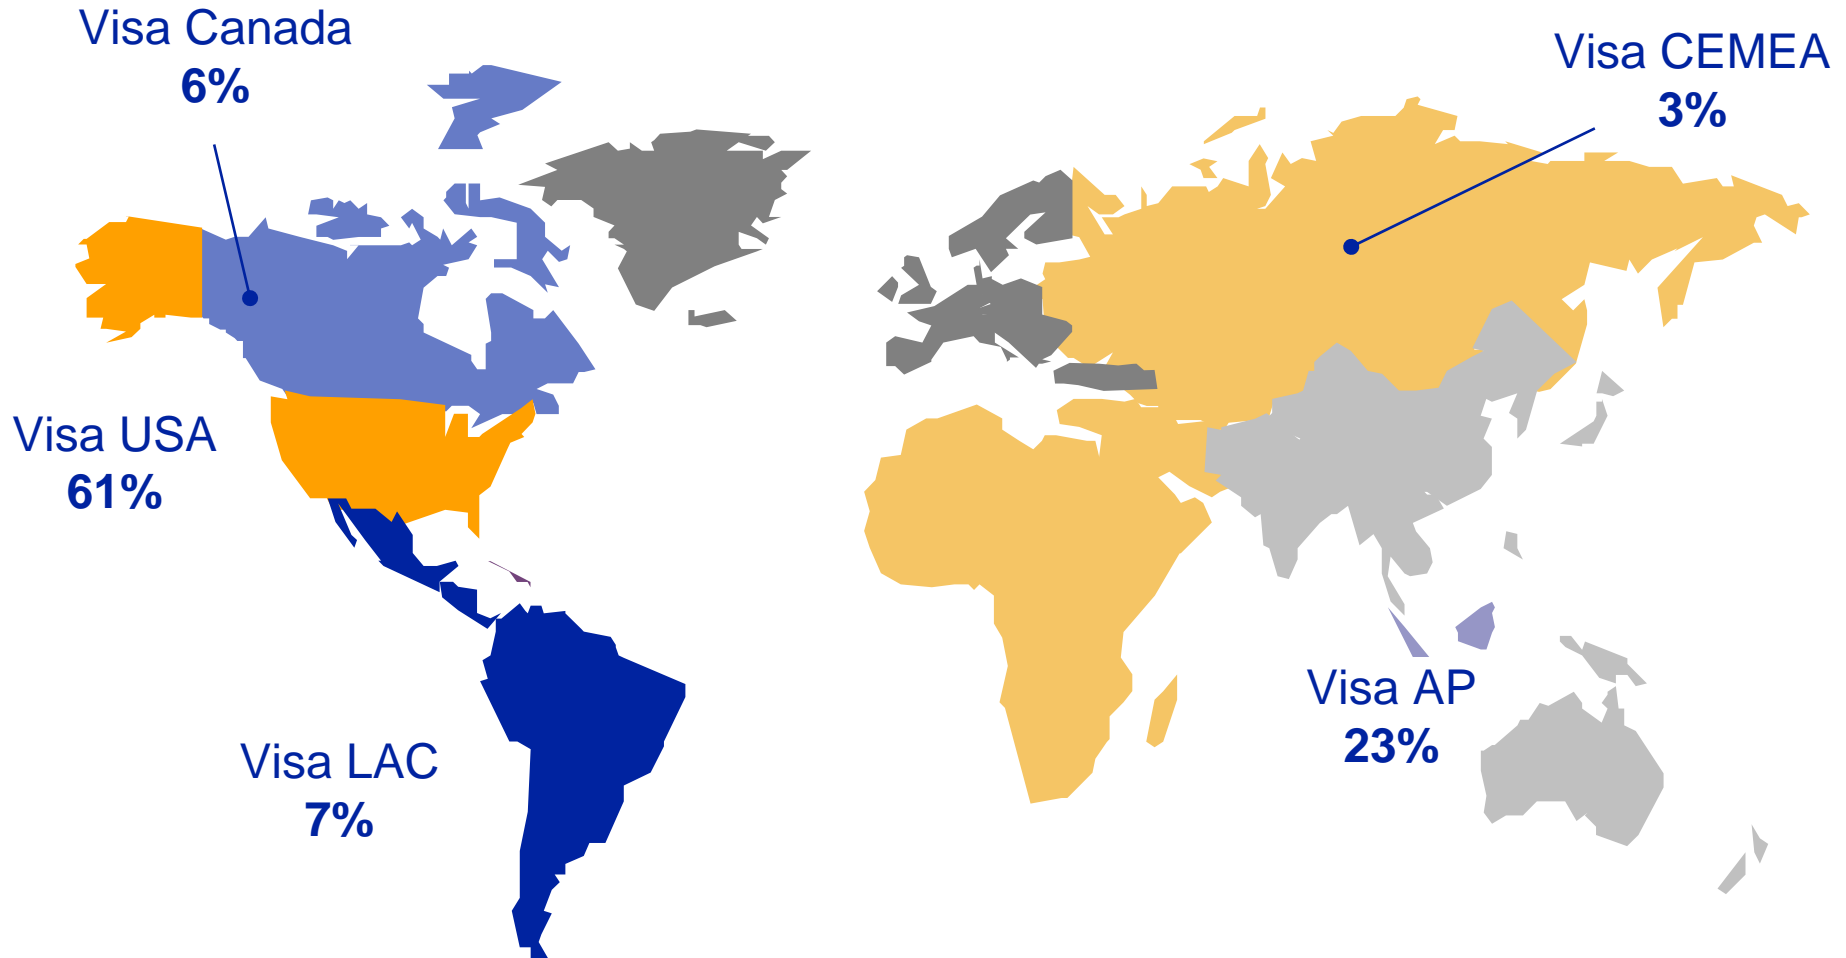 Visa Canada
6%
Visa CEMEA
3%
Visa USA
61%
Visa AP
23%
Visa LAC
7%